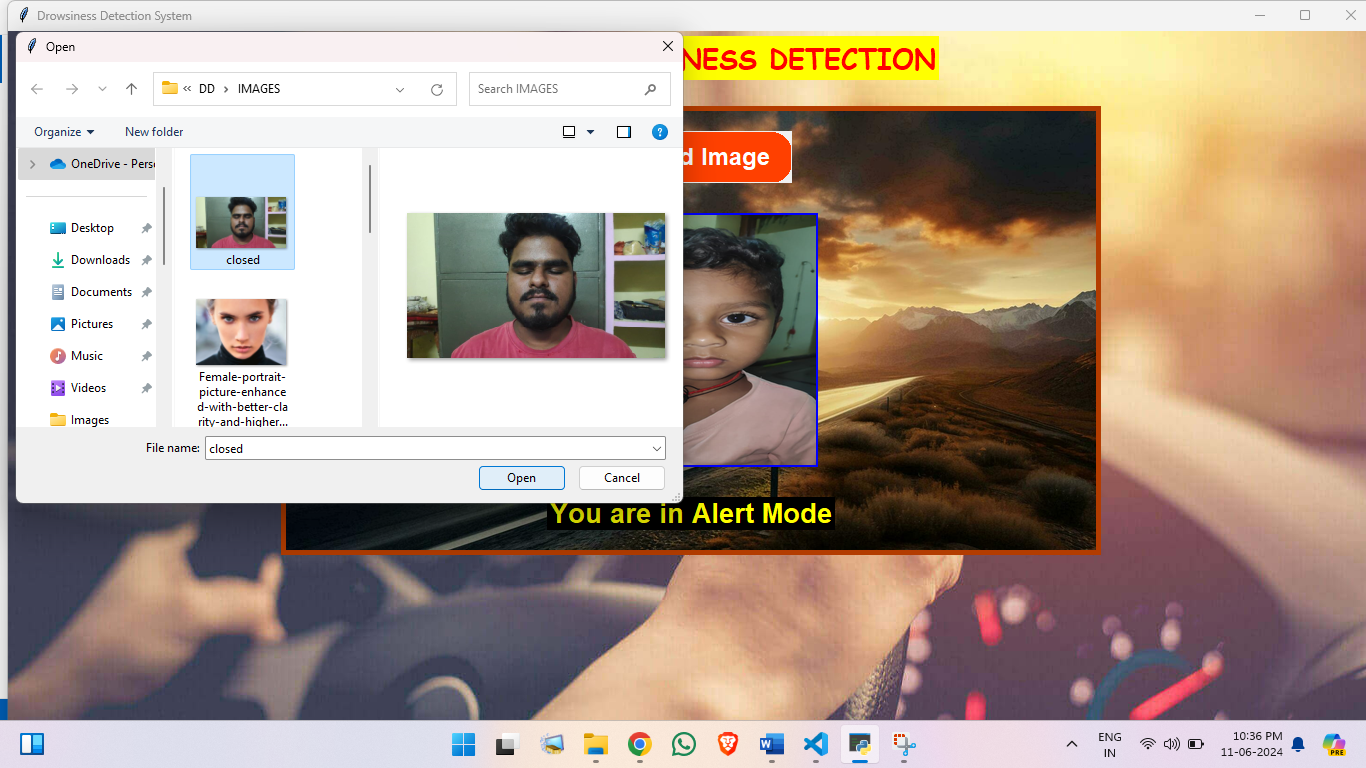 Drowsiness Detection System
Open
NESS DETECTION
« DD › IMAGES
Search IMAGES
Organize
New folder
?
OneDrive - Perso
d Image
Desktop
Downloads
Documents
Pictures
Music
Videos
Images
closed
Female-portrait-
picture-enhance
d-with-better-cla
rity-and-higher...
File name:
closed
Open
Cancel
You are in Alert Mode
ENG
IN
10:36 PM
11-06-2024
PRE